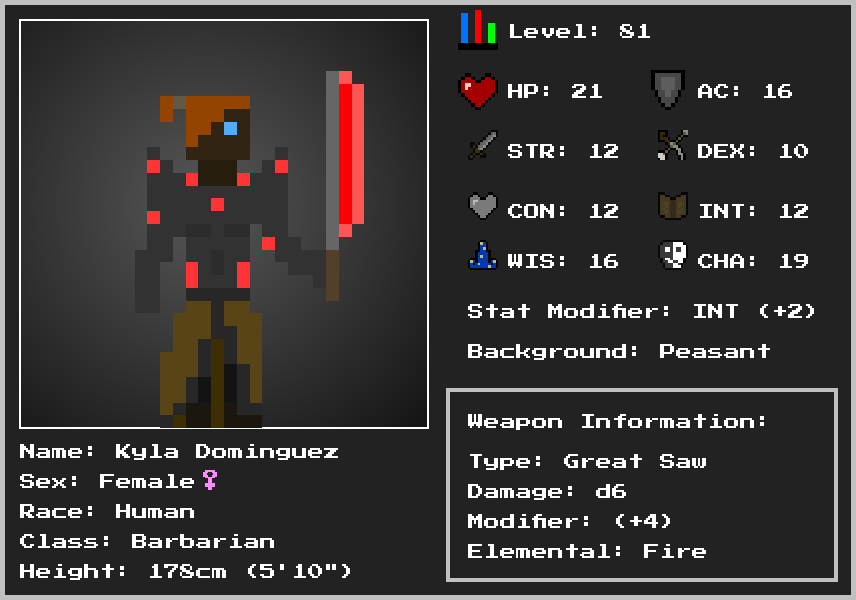 Level: 81
HP: 21 AC: 16
STR: 12 DEX: 10
CON: 12 INT: 12
WIS: 16 CHA: 19
Stat Modifier: INT (+2)
Background: Peasant
Weapon Information:
Type: Great Saw
Damage: d6
Modifier: (+4)
Elemental: Fire
Name: Kyla Dominguez
Sex: Female♀
Race: Human
Class: Barbarian
Height: 178cm (5'10")